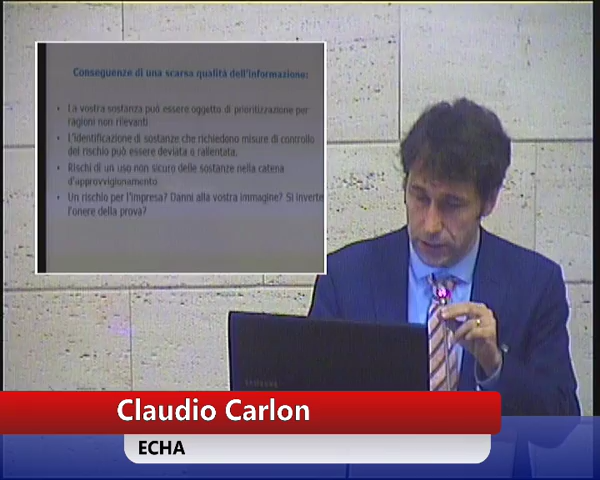 Conseguenze di una scarsa qualità dell'informazione:
• La vostra sostanza può essere oggetto di prioritizzazione per
ragioni non rilevanti
• L'identificazione di sostanze che richiedono misure di controllo
del rischio può essere deviata o rallentata.
• Rischi di un uso non sicuro delle sostanze nella catena
d'approvvigionamento
• Un rischio per l'impresa? Danni alla vostra immagine? Si inverte
l'onere della prova?
Claudio Carlon
ECHA